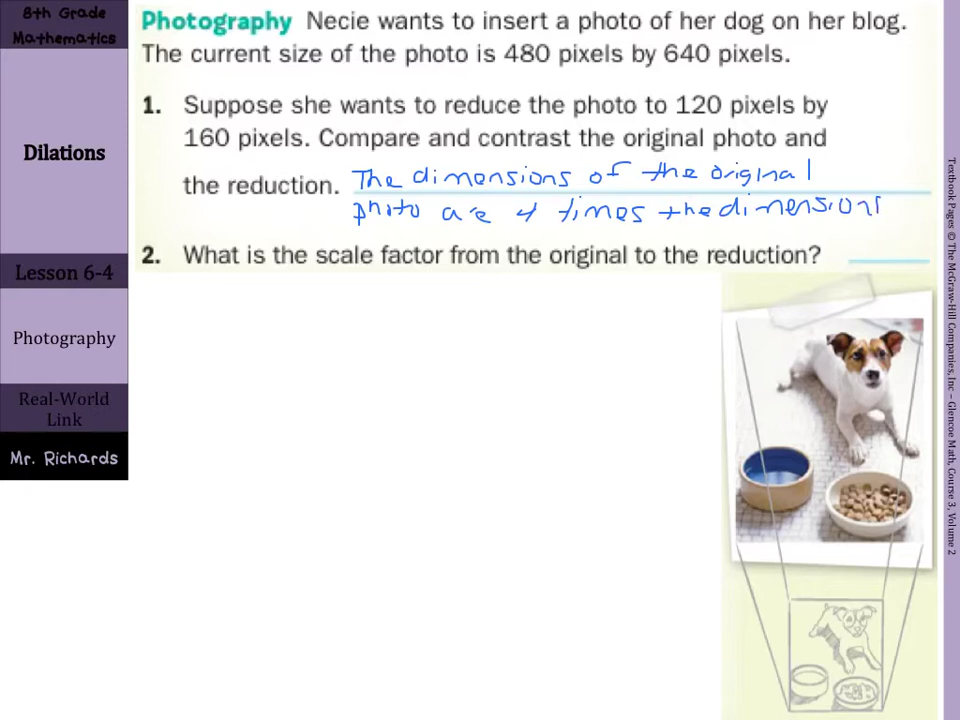 8th Grade
Mathematics
Dilations
Lesson 6-4
Photography
Real-World
Link
Mr. Richards
Photography Necie wants to insert a photo of her dog on her blog.
The current size of the photo is 480 pixels by 640 pixels.
1. Suppose she wants to reduce the photo to 120 pixels by
160 pixels. Compare and contrast the original photo and
the reduction. The dimensions of the original
photo are 4 times the dimensions
2. What is the scale factor from the original to the reduction?
Textbook Pages © The McGraw-Hill Companies, Inc – Glencoe Math, Course 3, Volume 2